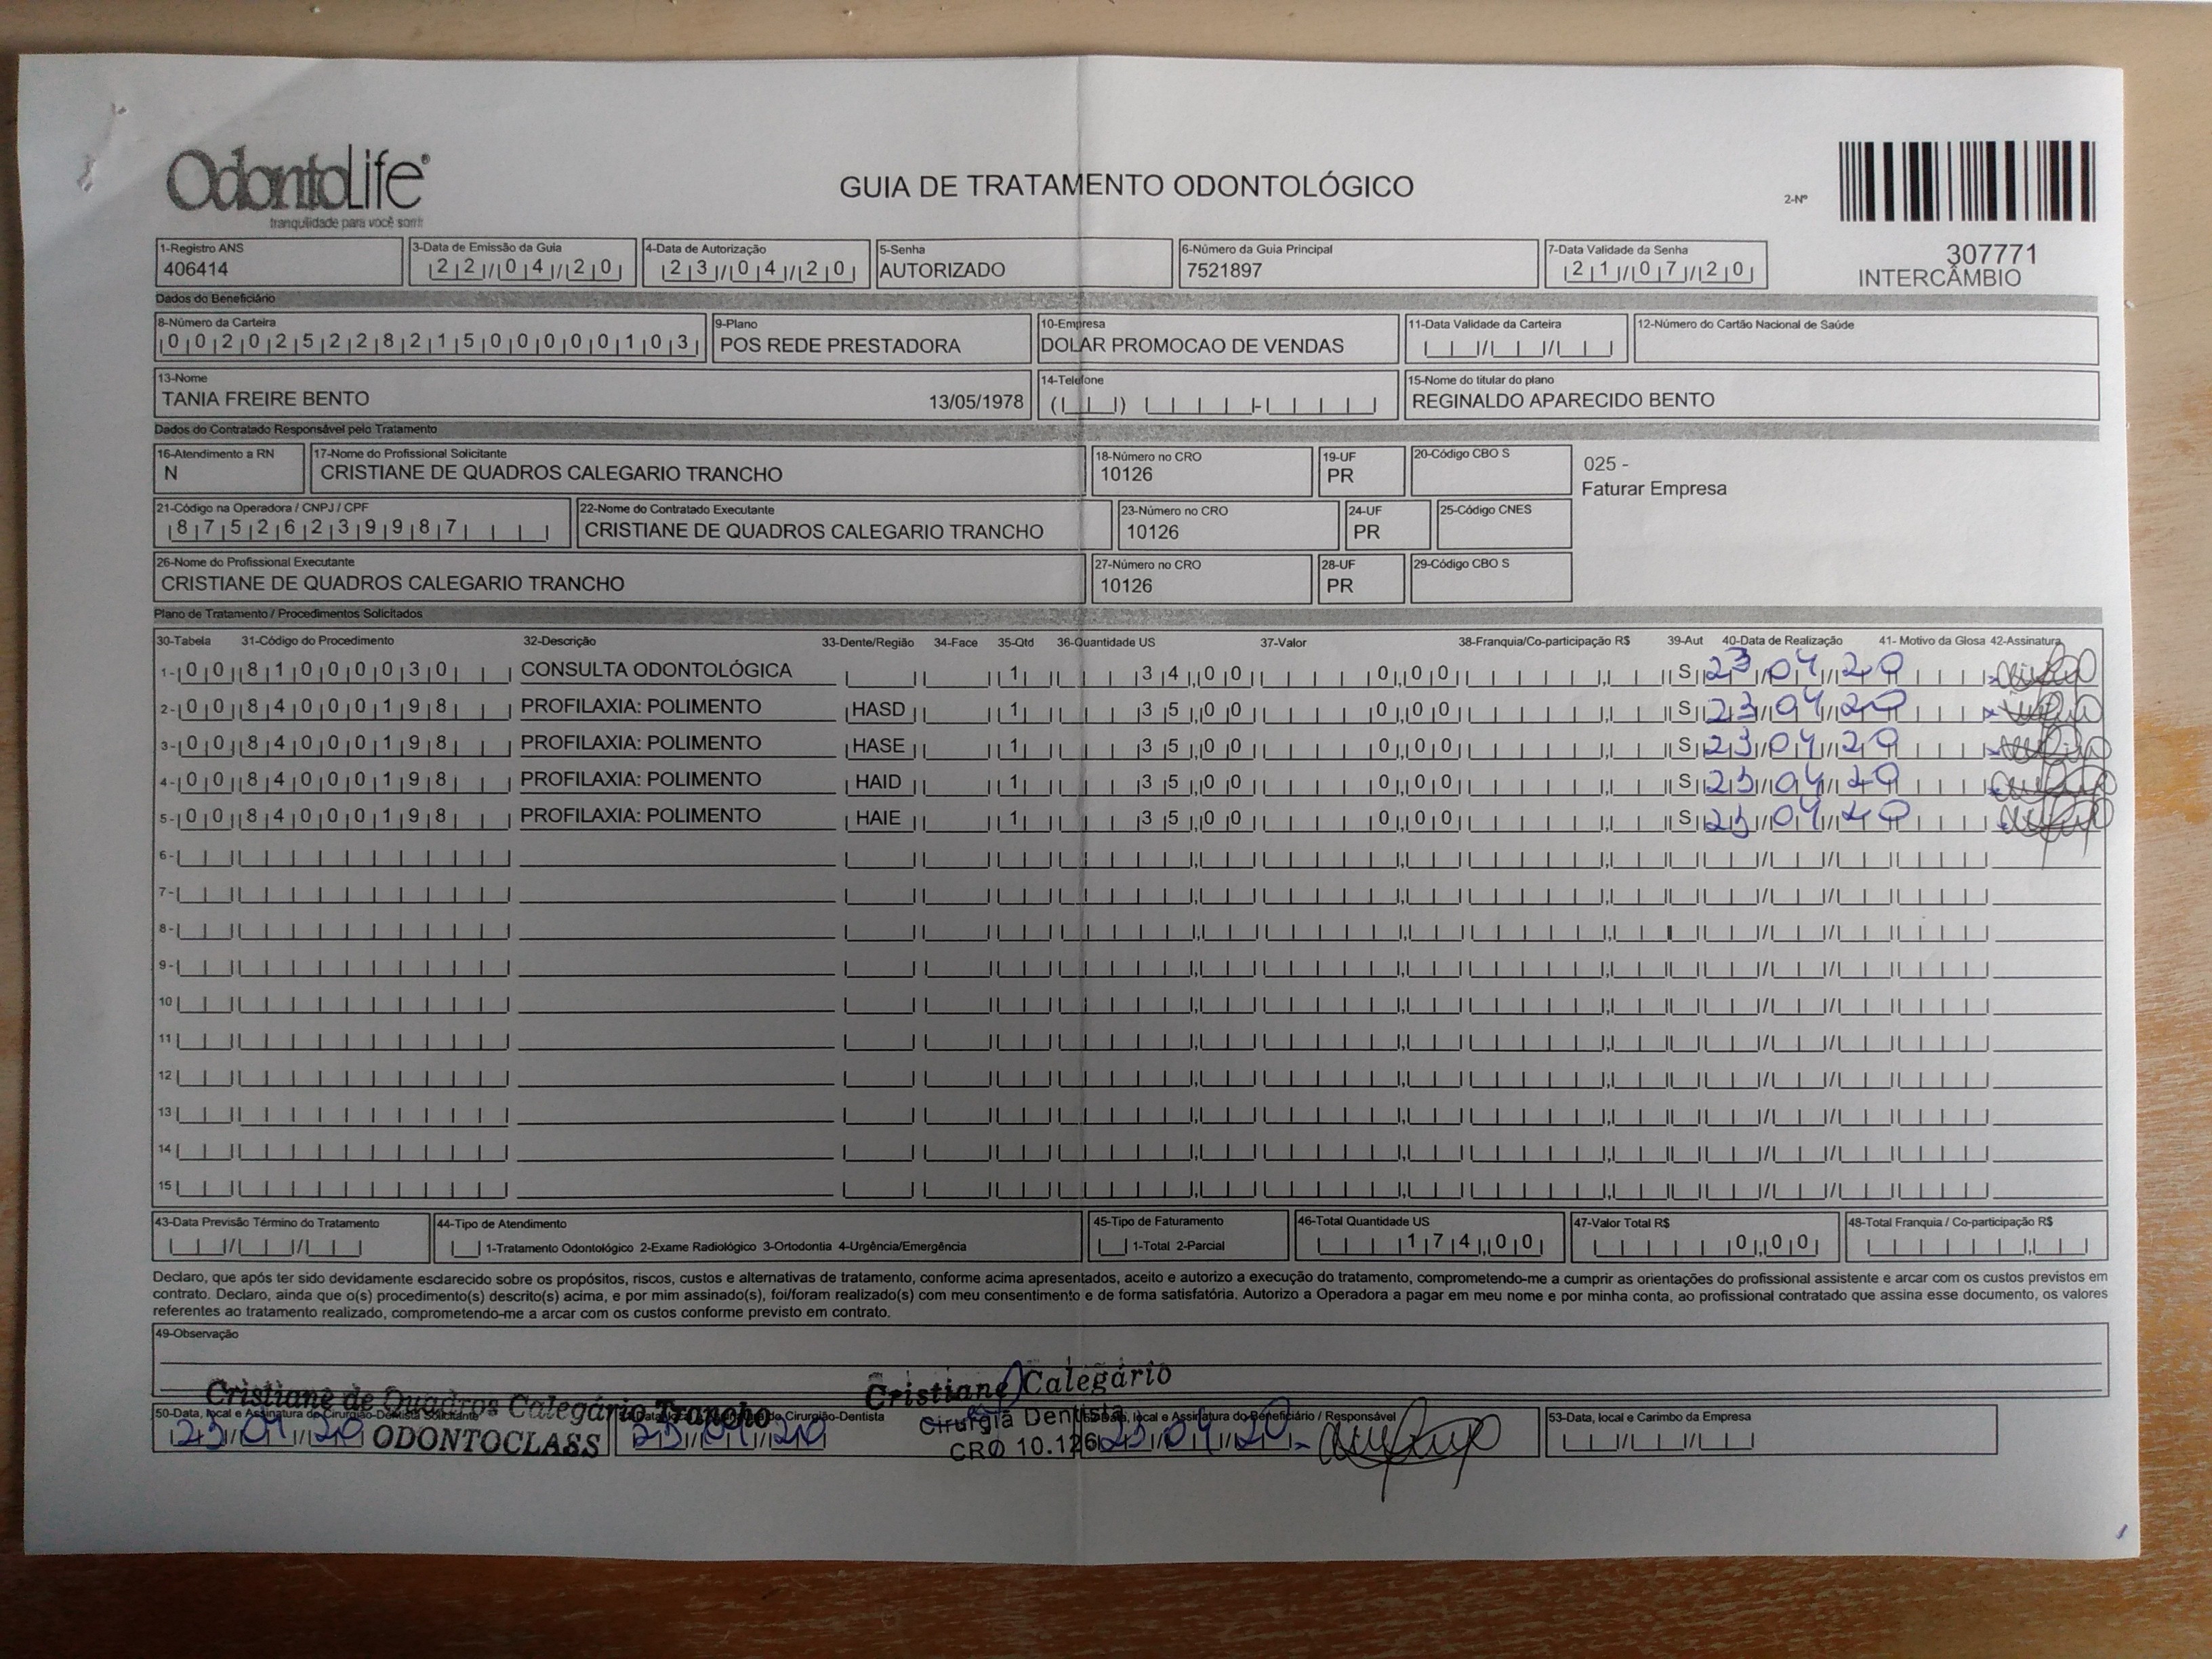 OdontoLife®
tranquilidade para você sorrir
GUIA DE TRATAMENTO ODONTOLÓGICO
2-Nº
307771
INTERCÂMBIO
1-Registro ANS 3-Data de Emissão da Guia 4-Data de Autorização 5-Senha 6-Número da Guia Principal 7-Data Validade da Senha
406414 22/04/20 23/04/20 AUTORIZADO 7521897 21/07/20
Dados do Beneficiário
8-Número da Carteira 9-Plano 10-Empresa 11-Data Validade da Carteira 12-Número do Cartão Nacional de Saúde
00202522821500000103 POS REDE PRESTADORA DOLAR PROMOCAO DE VENDAS
13-Nome 14-Telefone 15-Nome do titular do plano
TANIA FREIRE BENTO 13/05/1978 REGINALDO APARECIDO BENTO
Dados do Contratado Responsável pelo Tratamento
16-Atendimento a RN 17-Nome do Profissional Solicitante 18-Número no CRO 19-UF 20-Código CBO S
N CRISTIANE DE QUADROS CALEGARIO TRANCHO 10126 PR
025 -
Faturar Empresa
21-Código na Operadora / CNPJ / CPF 22-Nome do Contratado Executante 23-Número no CRO 24-UF 25-Código CNES
87526239987 CRISTIANE DE QUADROS CALEGARIO TRANCHO 10126 PR
26-Nome do Profissional Executante 27-Número no CRO 28-UF 29-Código CBO S
CRISTIANE DE QUADROS CALEGARIO TRANCHO 10126 PR
Plano de Tratamento / Procedimentos Solicitados
30-Tabela 31-Código do Procedimento 32-Descrição 33-Dente/Região 34-Face 35-Qtd 36-Quantidade US 37-Valor 38-Franquia/Co-participação R$ 39-Aut 40-Data de Realização 41- Motivo da Glosa 42-Assinatura
1- 00 81000030 CONSULTA ODONTOLÓGICA 1 34,00 0,00 S 23/04/20
2- 00 84000198 PROFILAXIA: POLIMENTO HASD 1 35,00 0,00 S 23/04/20
3- 00 84000198 PROFILAXIA: POLIMENTO HASE 1 35,00 0,00 S 23/04/20
4- 00 84000198 PROFILAXIA: POLIMENTO HAID 1 35,00 0,00 S 23/04/20
5- 00 84000198 PROFILAXIA: POLIMENTO HAIE 1 35,00 0,00 S 23/04/20
6-
7-
8-
9-
10
11
12
13
14
15
43-Data Previsão Término do Tratamento 44-Tipo de Atendimento 45-Tipo de Faturamento 46-Total Quantidade US 47-Valor Total R$ 48-Total Franquia / Co-participação R$
1-Tratamento Odontológico 2-Exame Radiológico 3-Ortodontia 4-Urgência/Emergência 1-Total 2-Parcial 174,00 0,00
Declaro, que após ter sido devidamente esclarecido sobre os propósitos, riscos, custos e alternativas de tratamento, conforme acima apresentados, aceito e autorizo a execução do tratamento, comprometendo-me a cumprir as orientações do profissional assistente e arcar com os custos previstos em
contrato. Declaro, ainda que o(s) procedimento(s) descrito(s) acima, e por mim assinado(s), foi/foram realizado(s) com meu consentimento e de forma satisfatória. Autorizo a Operadora a pagar em meu nome e por minha conta, ao profissional contratado que assina esse documento, os valores
referentes ao tratamento realizado, comprometendo-me a arcar com os custos conforme previsto em contrato.
49-Observação
Cristiane de Quadros Calegário Trancho
ODONTOCLASS
Cristiane Calegário
Cirurgiã Dentista
CRO 10.126
50-Data, local e Assinatura do Cirurgião-Dentista Solicitante do Cirurgião-Dentista local e Assinatura do Beneficiário / Responsável 53-Data, local e Carimbo da Empresa
23/04/20 23/04/20 23/04/20